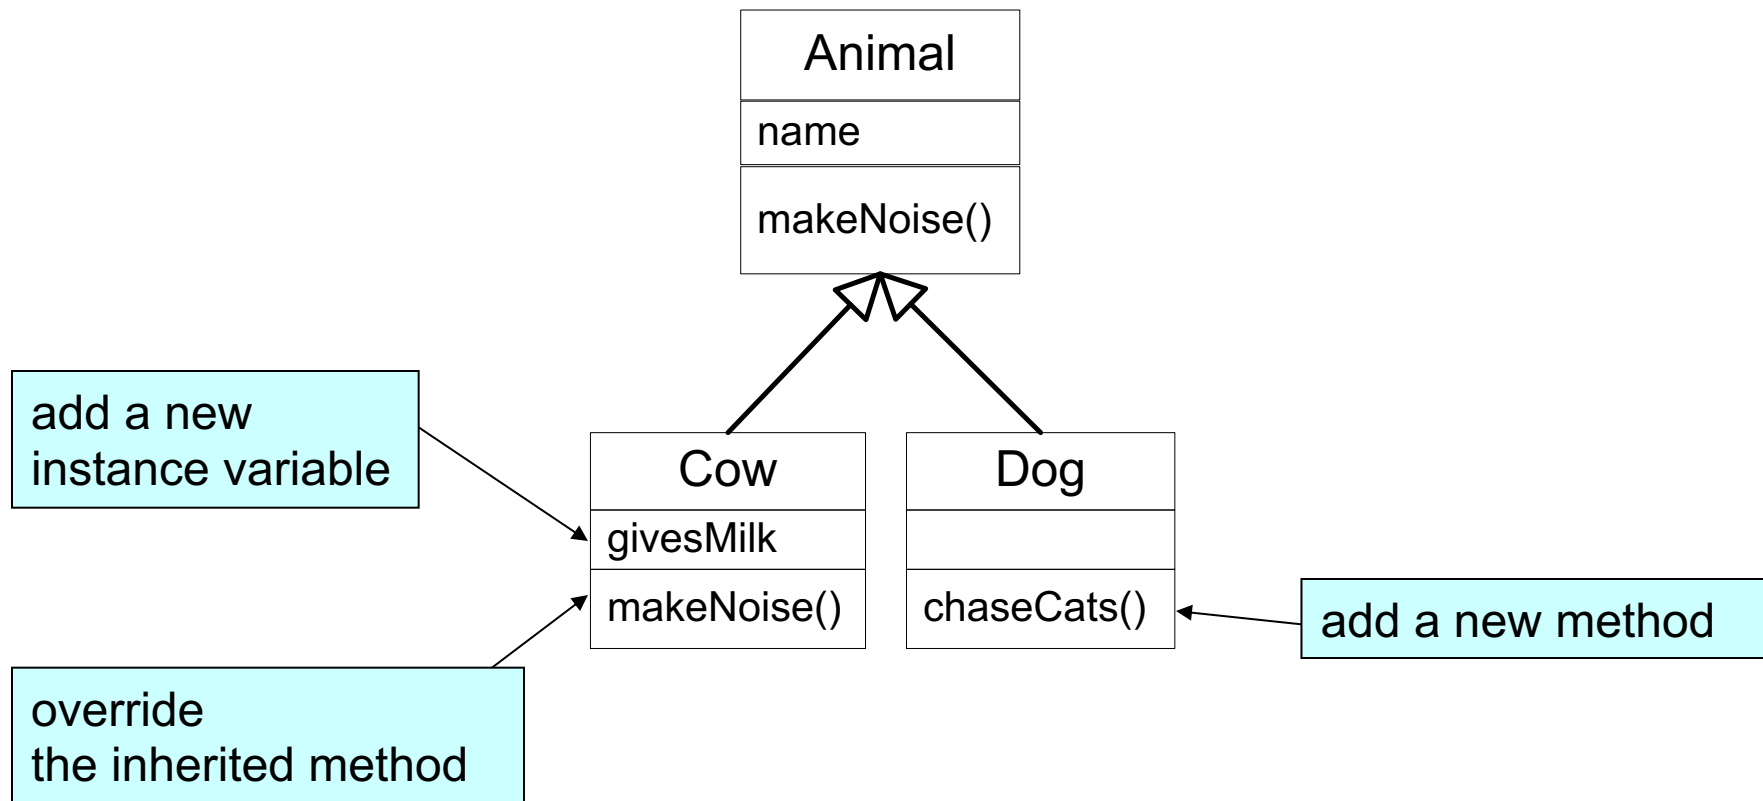 Animal
name
makeNoise()
add a new
instance variable
Cow
givesMilk
makeNoise()
Dog
chaseCats()
add a new method
override
the inherited method